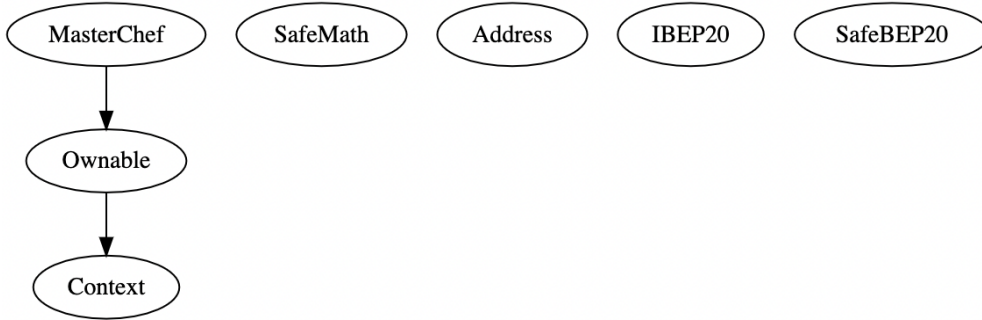 MasterChef
SafeMath
Address
IBEP20
SafeBEP20
Ownable
Context